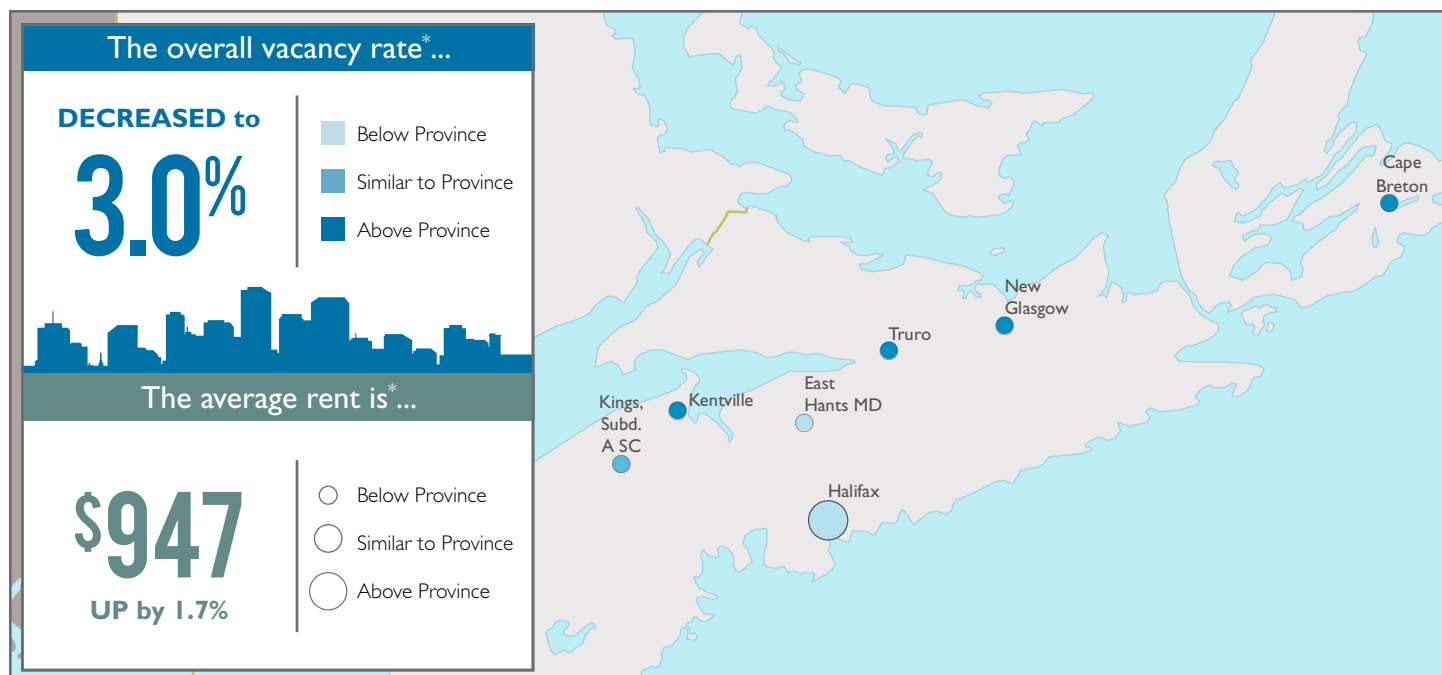 The overall vacancy rate*...
DECREASED to
3.0%
Below Province
Similar to Province
Above Province
The average rent is*...
$947
UP by 1.7%
Below Province
Similar to Province
Above Province
Cape
Breton
New
Glasgow
Truro
East
Hants MD
Kentville
Kings,
Subd.
A SC
Halifax